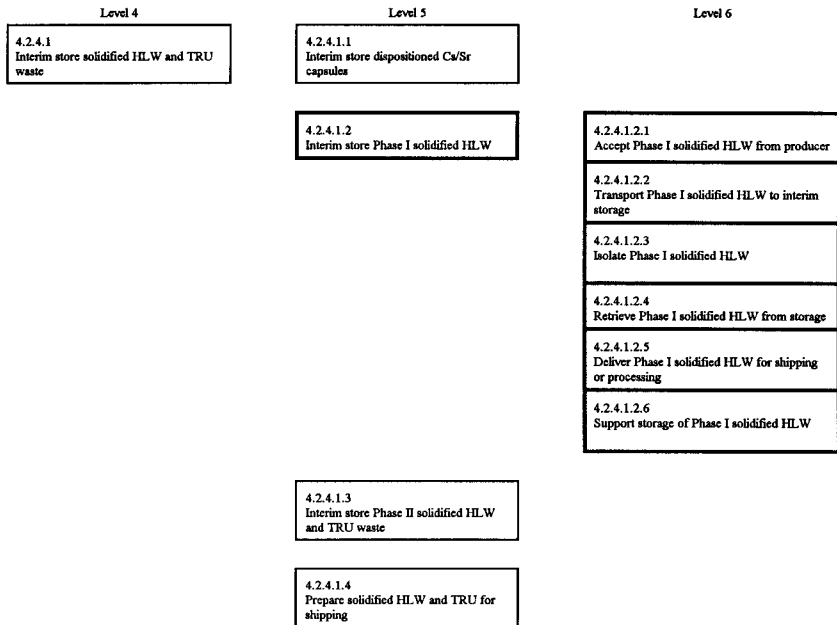 Level 4
Level 5
Level 6
4.2.4.1
Interim store solidified HLW and TRU
waste
4.2.4.1.1
Interim store dispositioned Cs/Sr
capsules
4.2.4.1.2
Interim store Phase I solidified HLW
4.2.4.1.2.1
Accept Phase I solidified HLW from producer
4.2.4.1.2.2
Transport Phase I solidified HLW to interim
storage
4.2.4.1.2.3
Isolate Phase I solidified HLW
4.2.4.1.2.4
Retrieve Phase I solidified HLW from storage
4.2.4.1.2.5
Deliver Phase I solidified HLW for shipping
or processing
4.2.4.1.2.6
Support storage of Phase I solidified HLW
4.2.4.1.3
Interim store Phase II solidified HLW
and TRU waste
4.2.4.1.4
Prepare solidified HLW and TRU for
shipping